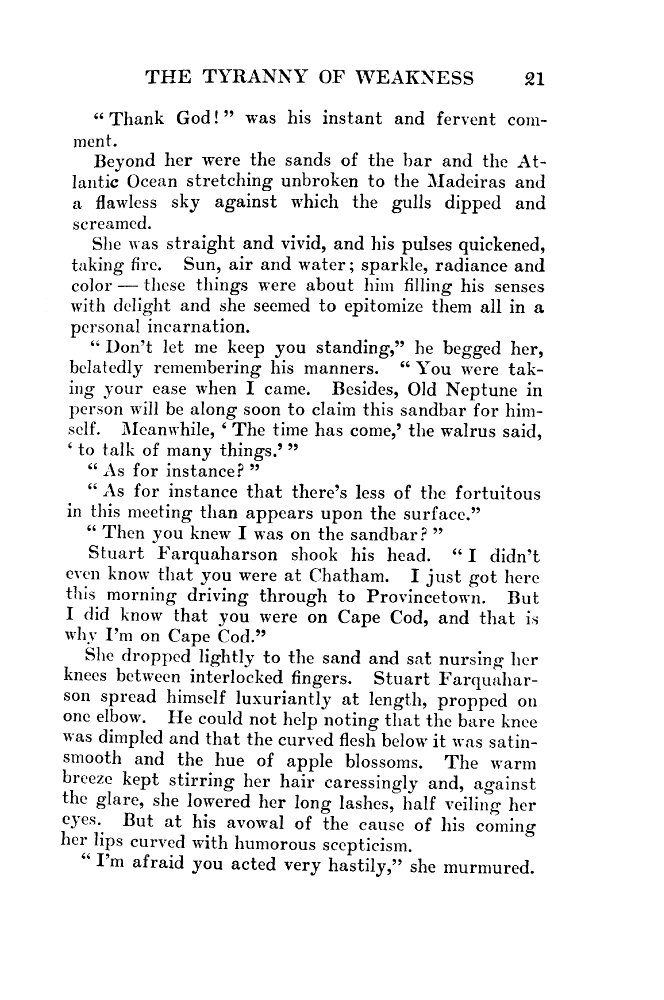 THE TYRANNY OF WEAKNESS 21
“Thank God!” was his instant and fervent com-
ment.
Beyond her were the sands of the bar and the At-
lantic Ocean stretching unbroken to the Madeiras and
a flawless sky against which the gulls dipped and
screamed.
She was straight and vivid, and his pulses quickened,
taking fire. Sun, air and water; sparkle, radiance and
color — these things were about him filling his senses
with delight and she seemed to epitomize them all in a
personal incarnation.
“Don’t let me keep you standing,” he begged her,
belatedly remembering his manners. “You were tak-
ing your ease when I came. Besides, Old Neptune in
person will be along soon to claim this sandbar for him-
self. Meanwhile, ‘The time has come,’ the walrus said,
‘to talk of many things.’”
“As for instance?”
“As for instance that there’s less of the fortuitous
in this meeting than appears upon the surface.”
“Then you knew I was on the sandbar?”
Stuart Farquaharson shook his head. “I didn’t
even know that you were at Chatham. I just got here
this morning driving through to Provincetown. But
I did know that you were on Cape Cod, and that is
why I’m on Cape Cod.”
She dropped lightly to the sand and sat nursing her
knees between interlocked fingers. Stuart Farquahar-
son spread himself luxuriantly at length, propped on
one elbow. He could not help noting that the bare knee
was dimpled and that the curved flesh below it was satin-
smooth and the hue of apple blossoms. The warm
breeze kept stirring her hair caressingly and, against
the glare, she lowered her long lashes, half veiling her
eyes. But at his avowal of the cause of his coming
her lips curved with humorous scepticism.
“I’m afraid you acted very hastily,” she murmured.